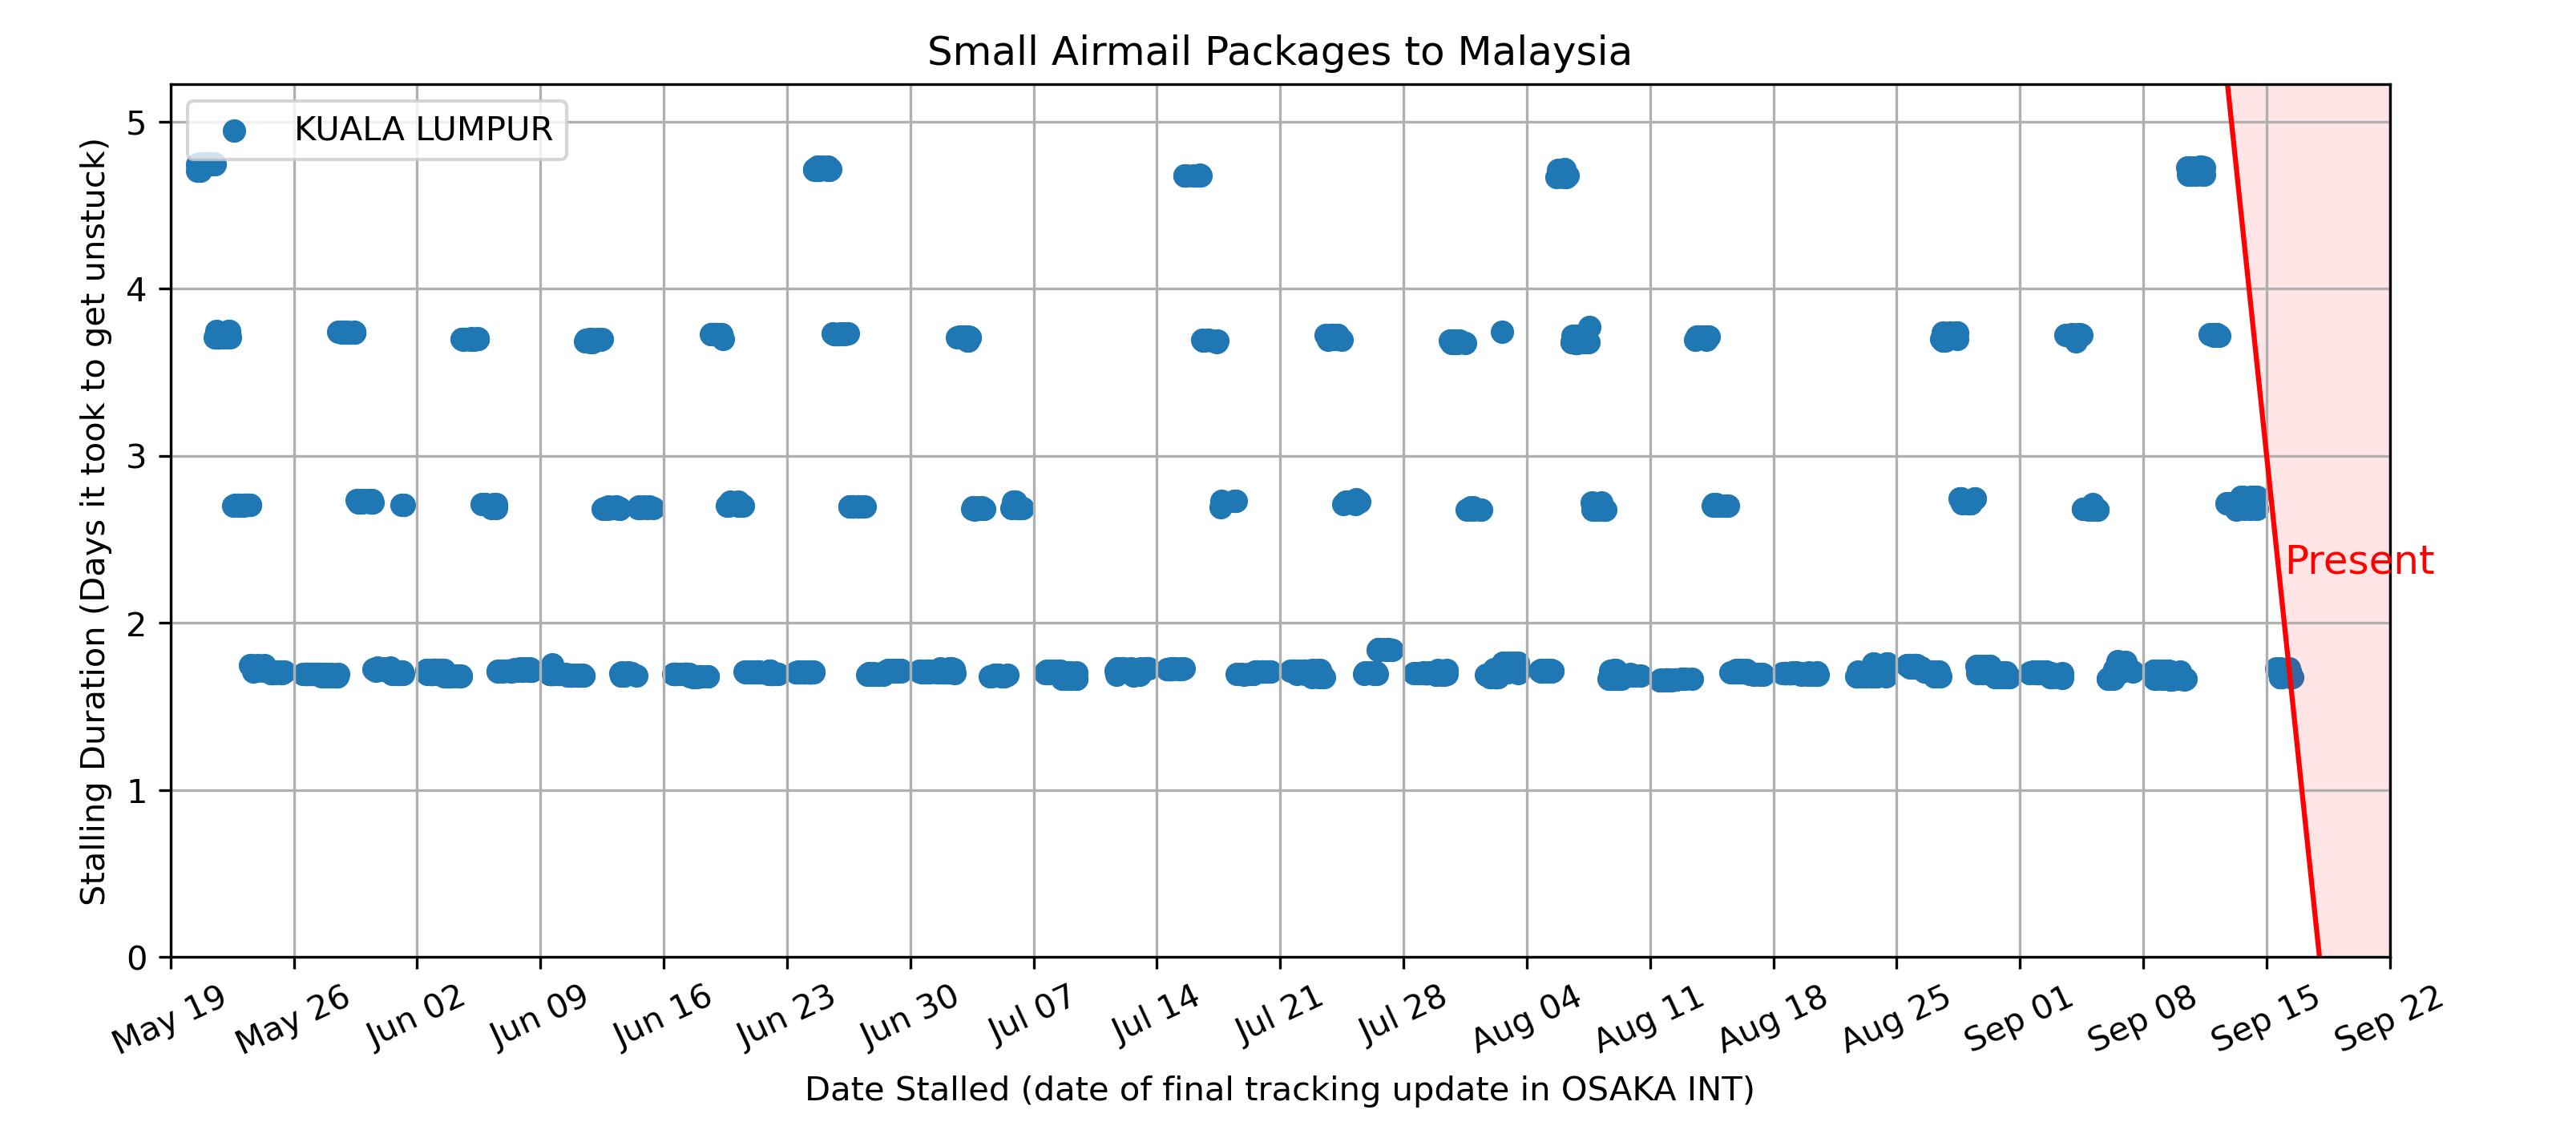 Small Airmail Packages to Malaysia
KUALA LUMPUR
Stalling Duration (Days it took to get unstuck)
5
4
3
2
1
0
Present
May 19
May 26
Jun 02
Jun 09
Jun 16
Jun 23
Jun 30
Jul 07
Jul 14
Jul 21
Jul 28
Aug 04
Aug 11
Aug 18
Aug 25
Sep 01
Sep 08
Sep 15
Sep 22
Date Stalled (date of final tracking update in OSAKA INT)